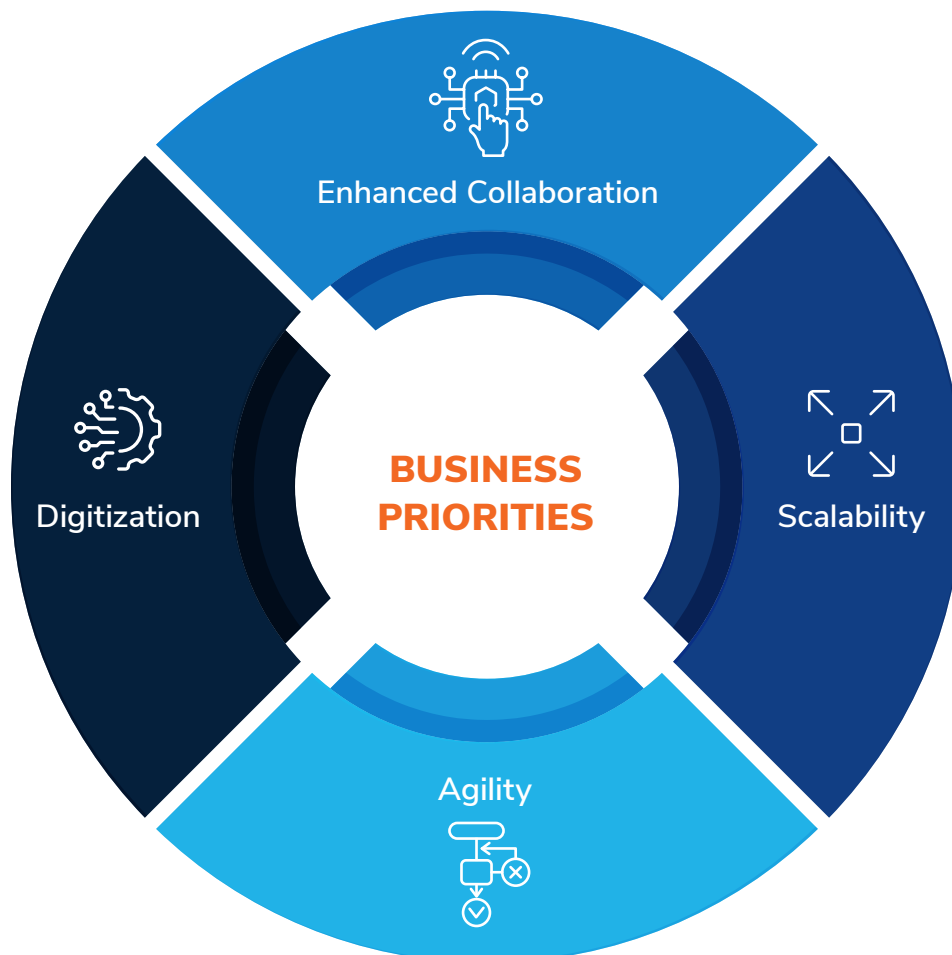 Enhanced Collaboration
BUSINESS
PRIORITIES
Digitization
Scalability
Agility